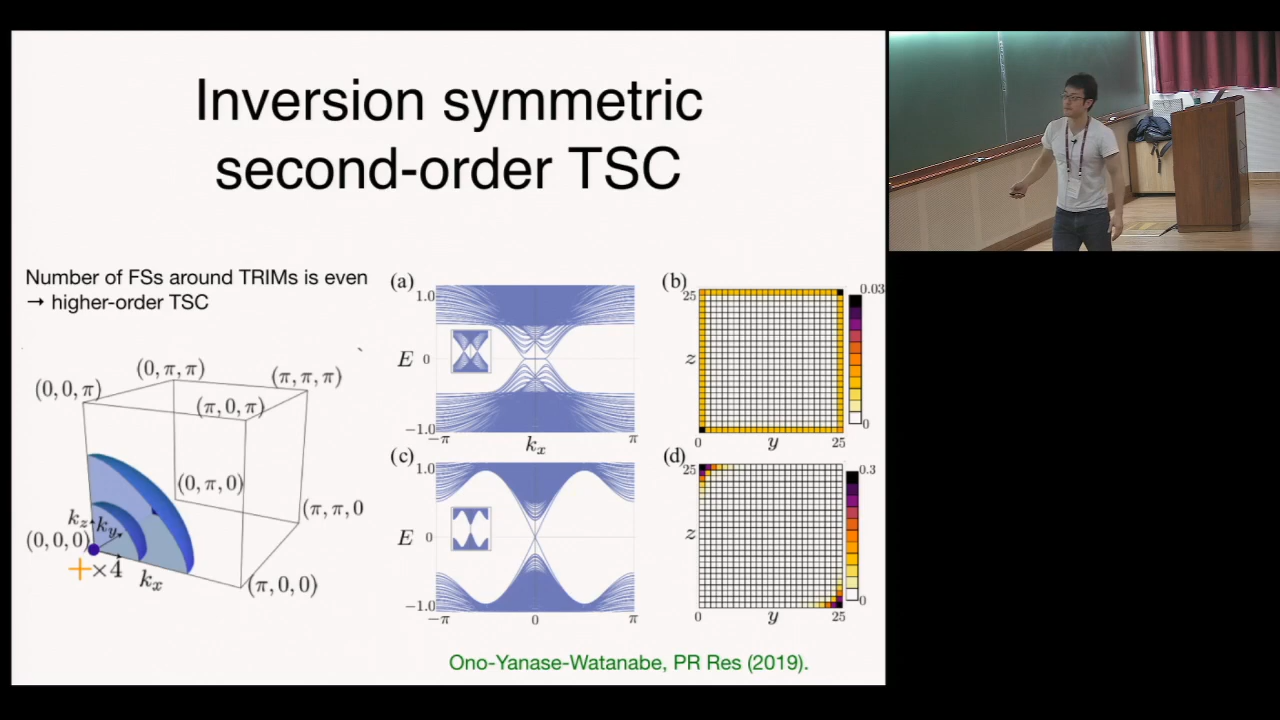 Inversion symmetric
second-order TSC
Number of FSs around TRIMs is even
→ higher-order TSC
(0, 0, π)
(0, π, π)
(π, π, π)
(π, 0, π)
(0, π, 0)
(π, π, 0
(0, 0, 0)
(π, 0, 0)
k_z
k_y
k_x
+×4
(a)
1.0
E 0
−1.0
−π k_x π
(b)
25
z
0 y 25
0.03
0
(c)
1.0
E 0
−1.0
−π 0 π
(d)
25
z
0 y 25
0.3
0
Ono-Yanase-Watanabe, PR Res (2019).